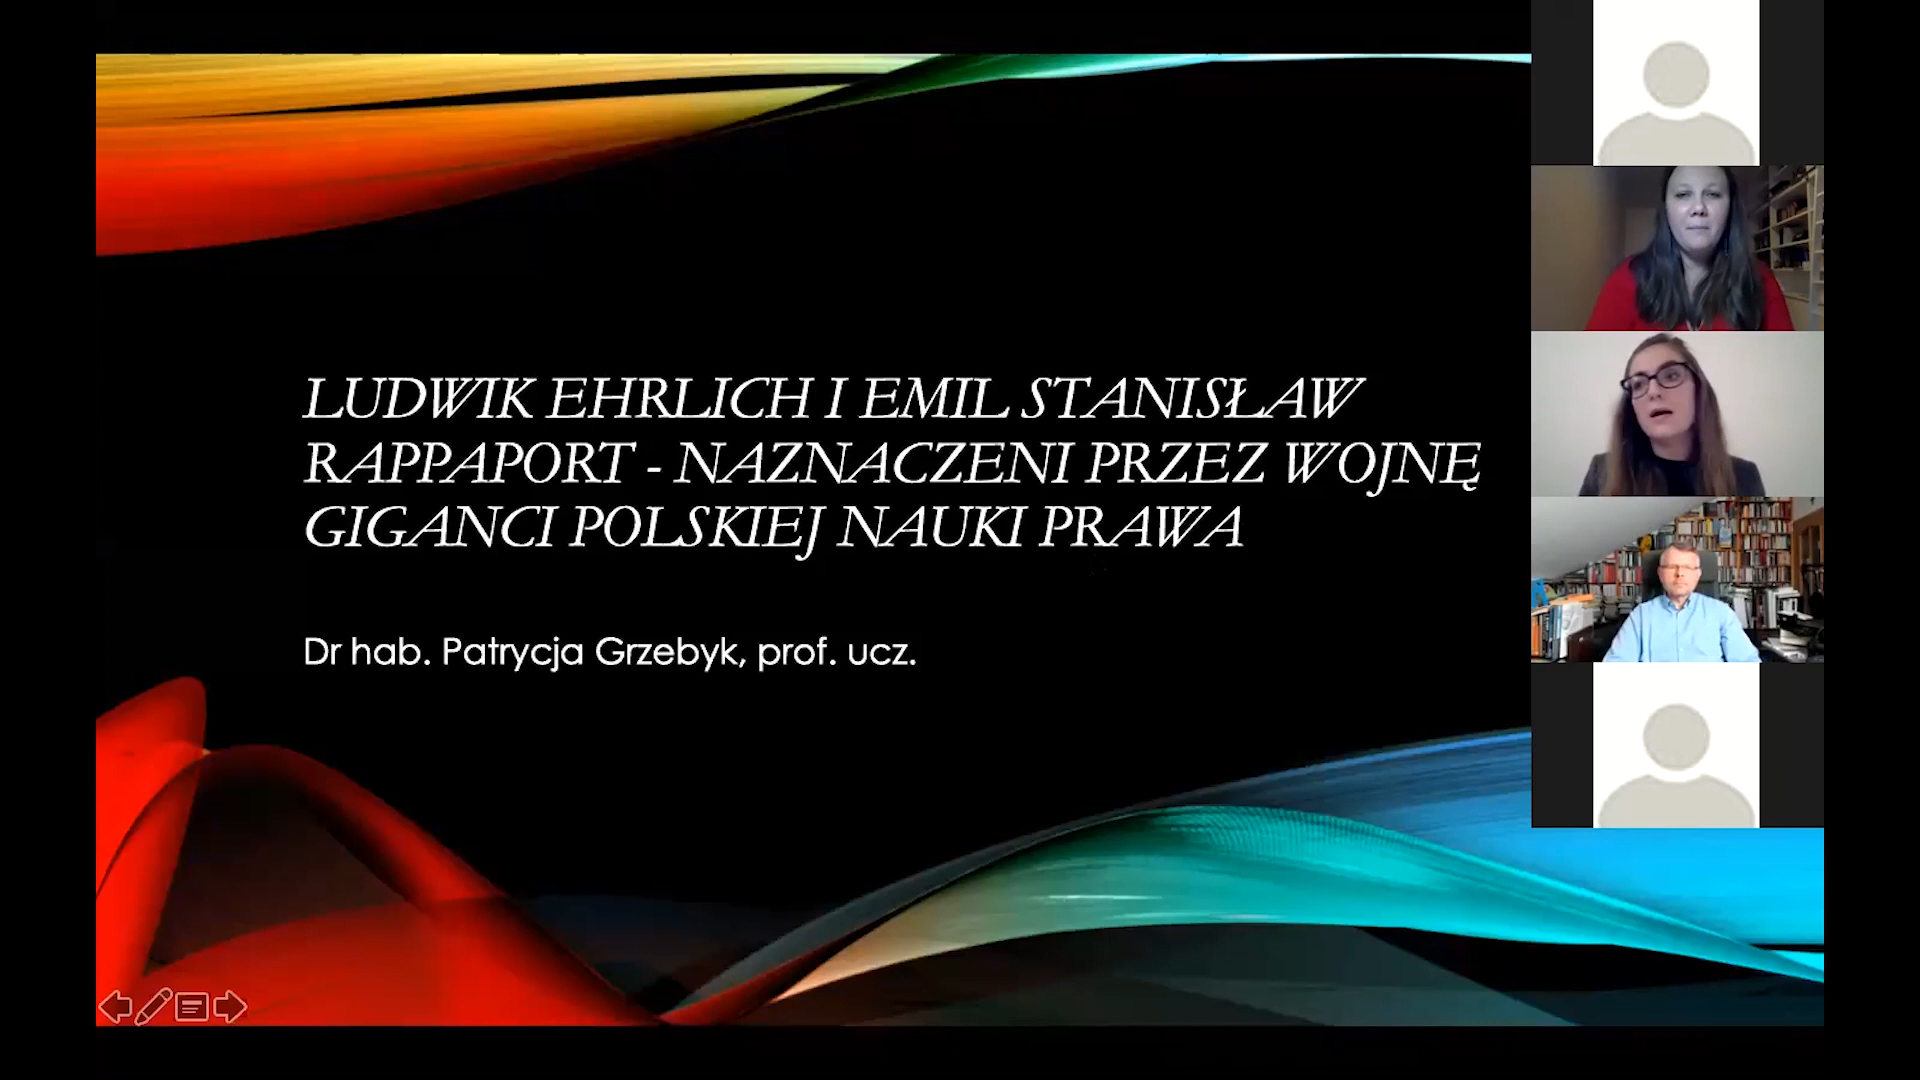 LUDWIK EHRLICH I EMIL STANISŁAW
RAPPAPORT - NAZNACZENI PRZEZ WOJNĘ
GIGANCI POLSKIEJ NAUKI PRAWA
Dr hab. Patrycja Grzebyk, prof. ucz.